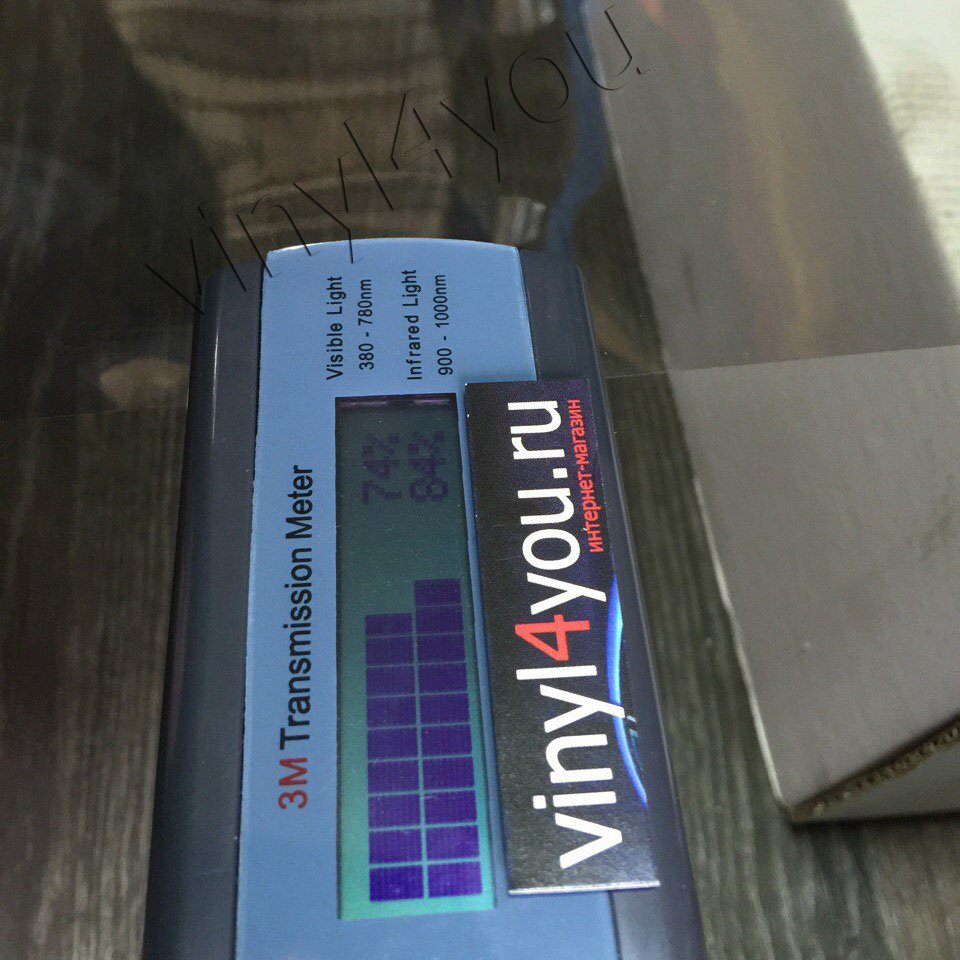 vinyl4you
Visible Light
380 - 780nm
Infrared Light
900 - 1000nm
3M Transmission Meter
74%
84%
vinyl4you.ru
интернет-магазин